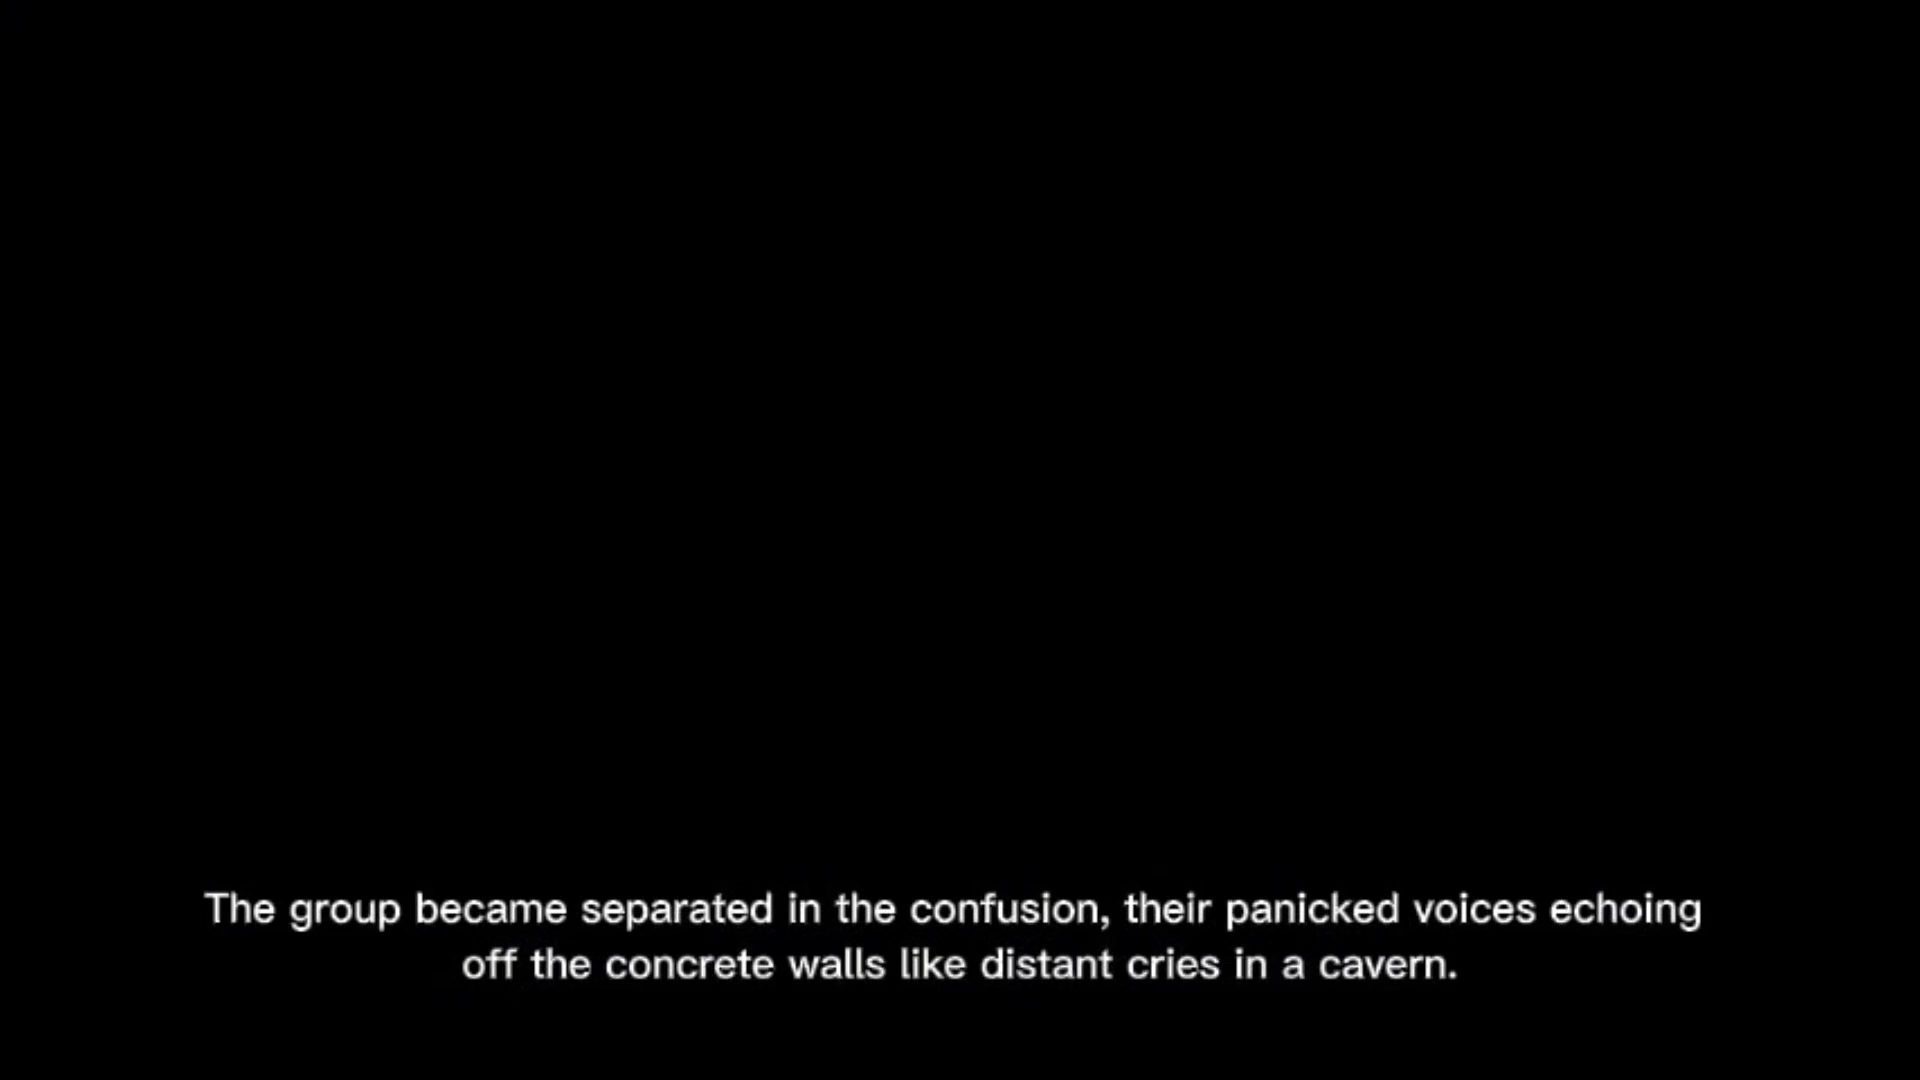 The group became separated in the confusion, their panicked voices echoing
off the concrete walls like distant cries in a cavern.